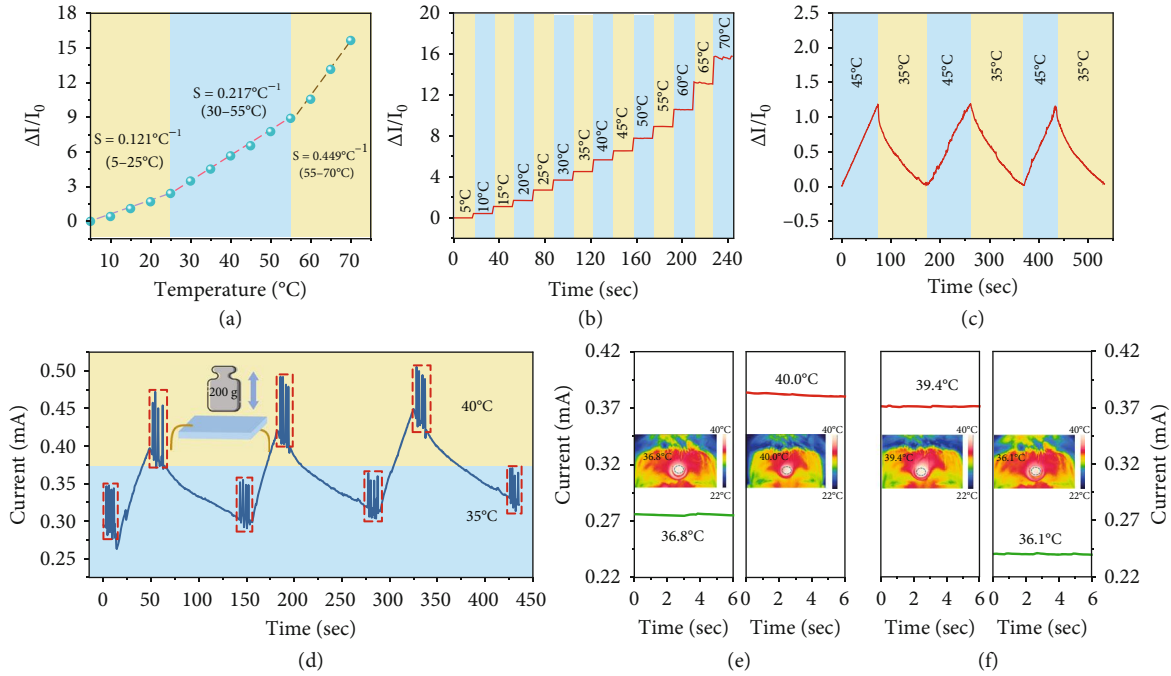 18
15
12
9
6
3
0
ΔI/I0
S = 0.121°C−1
(5–25°C)
S = 0.217°C−1
(30–55°C)
S = 0.449°C−1
(55–70°C)
10 20 30 40 50 60 70
Temperature (°C)
(a)
20
16
12
8
4
0
ΔI/I0
5°C
10°C
15°C
20°C
25°C
30°C
35°C
40°C
45°C
50°C
55°C
60°C
65°C
70°C
0 40 80 120 160 200 240
Time (sec)
(b)
2.5
2.0
1.5
1.0
0.5
0.0
−0.5
ΔI/I0
45°C
35°C
45°C
35°C
45°C
35°C
0 100 200 300 400 500
Time (sec)
(c)
0.50
0.45
0.40
0.35
0.30
0.25
Current (mA)
200 g
40°C
35°C
0 50 100 150 200 250 300 350 400 450
Time (sec)
(d)
0.42
0.37
0.32
0.27
0.22
Current (mA)
40°C
36.8°C
22°C
36.8°C
0 2 4 6
Time (sec)
40.0°C
40°C
40.0°C
22°C
0 2 4 6
Time (sec)
(e)
39.4°C
40°C
39.4°C
22°C
0 2 4 6
Time (sec)
40°C
36.1°C
22°C
36.1°C
0 2 4 6
Time (sec)
0.42
0.37
0.32
0.27
0.22
Current (mA)
(f)